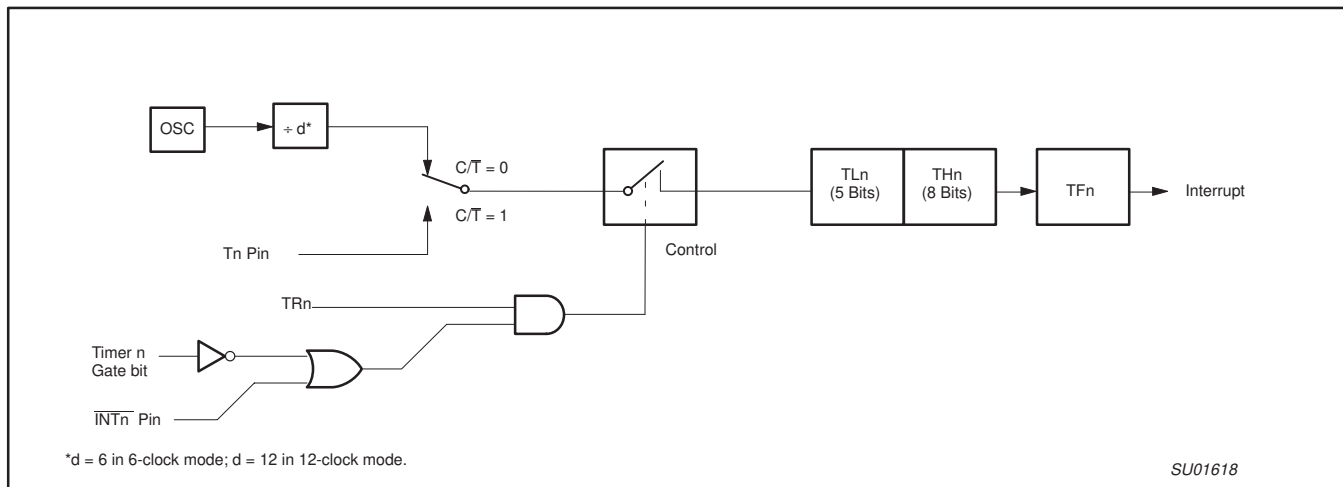 OSC
÷ d*
C/T̅ = 0
C/T̅ = 1
Tn Pin
Control
TLn
(5 Bits)
THn
(8 Bits)
TFn
Interrupt
TRn
Timer n
Gate bit
I̅N̅T̅n̅ Pin
*d = 6 in 6-clock mode; d = 12 in 12-clock mode.
SU01618